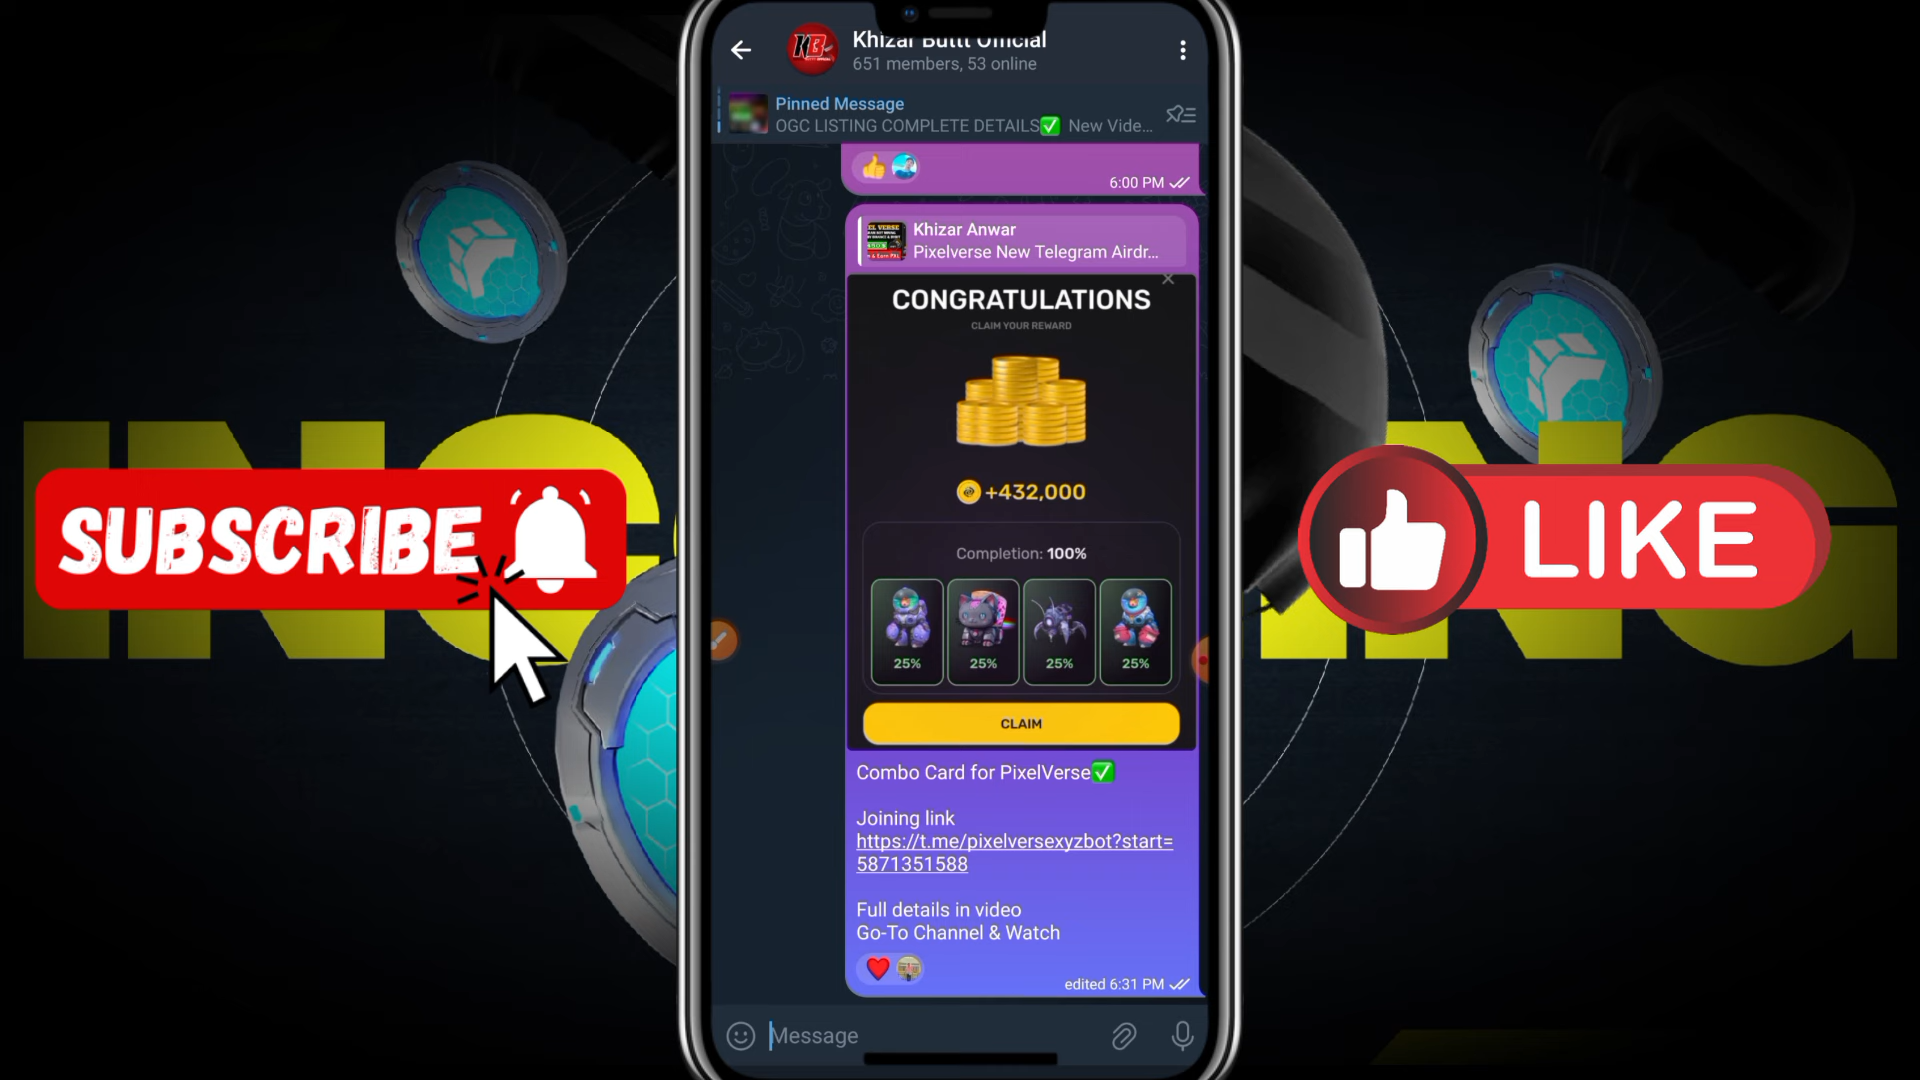 Khizar Buttt Official
651 members, 53 online
Pinned Message
OGC LISTING COMPLETE DETAILS✅ New Vide...
6:00 PM
Khizar Anwar
Pixelverse New Telegram Airdr...
CONGRATULATIONS
CLAIM YOUR REWARD
+432,000
Completion: 100%
25% 25% 25% 25%
CLAIM
Combo Card for PixelVerse✅
Joining link
https://t.me/pixelversexyzbot?start=
5871351588
Full details in video
Go-To Channel & Watch
edited 6:31 PM
Message
SUBSCRIBE
LIKE